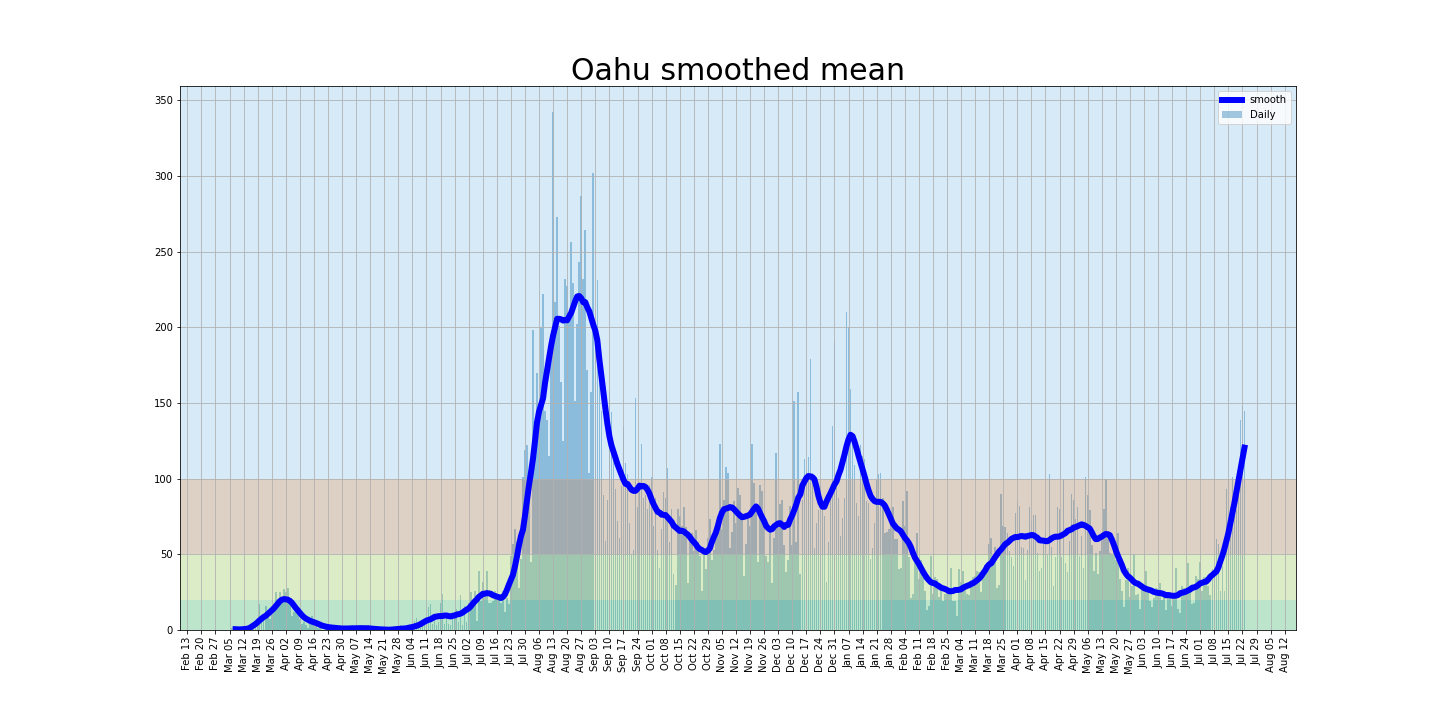 Oahu smoothed mean
smooth
Daily
350
300
250
200
150
100
50
0
Feb 13
Feb 20
Feb 27
Mar 05
Mar 12
Mar 19
Mar 26
Apr 02
Apr 09
Apr 16
Apr 23
Apr 30
May 07
May 14
May 21
May 28
Jun 04
Jun 11
Jun 18
Jun 25
Jul 02
Jul 09
Jul 16
Jul 23
Jul 30
Aug 06
Aug 13
Aug 20
Aug 27
Sep 03
Sep 10
Sep 17
Sep 24
Oct 01
Oct 08
Oct 15
Oct 22
Oct 29
Nov 05
Nov 12
Nov 19
Nov 26
Dec 03
Dec 10
Dec 17
Dec 24
Dec 31
Jan 07
Jan 14
Jan 21
Jan 28
Feb 04
Feb 11
Feb 18
Feb 25
Mar 04
Mar 11
Mar 18
Mar 25
Apr 01
Apr 08
Apr 15
Apr 22
Apr 29
May 06
May 13
May 20
May 27
Jun 03
Jun 10
Jun 17
Jun 24
Jul 01
Jul 08
Jul 15
Jul 22
Jul 29
Aug 05
Aug 12